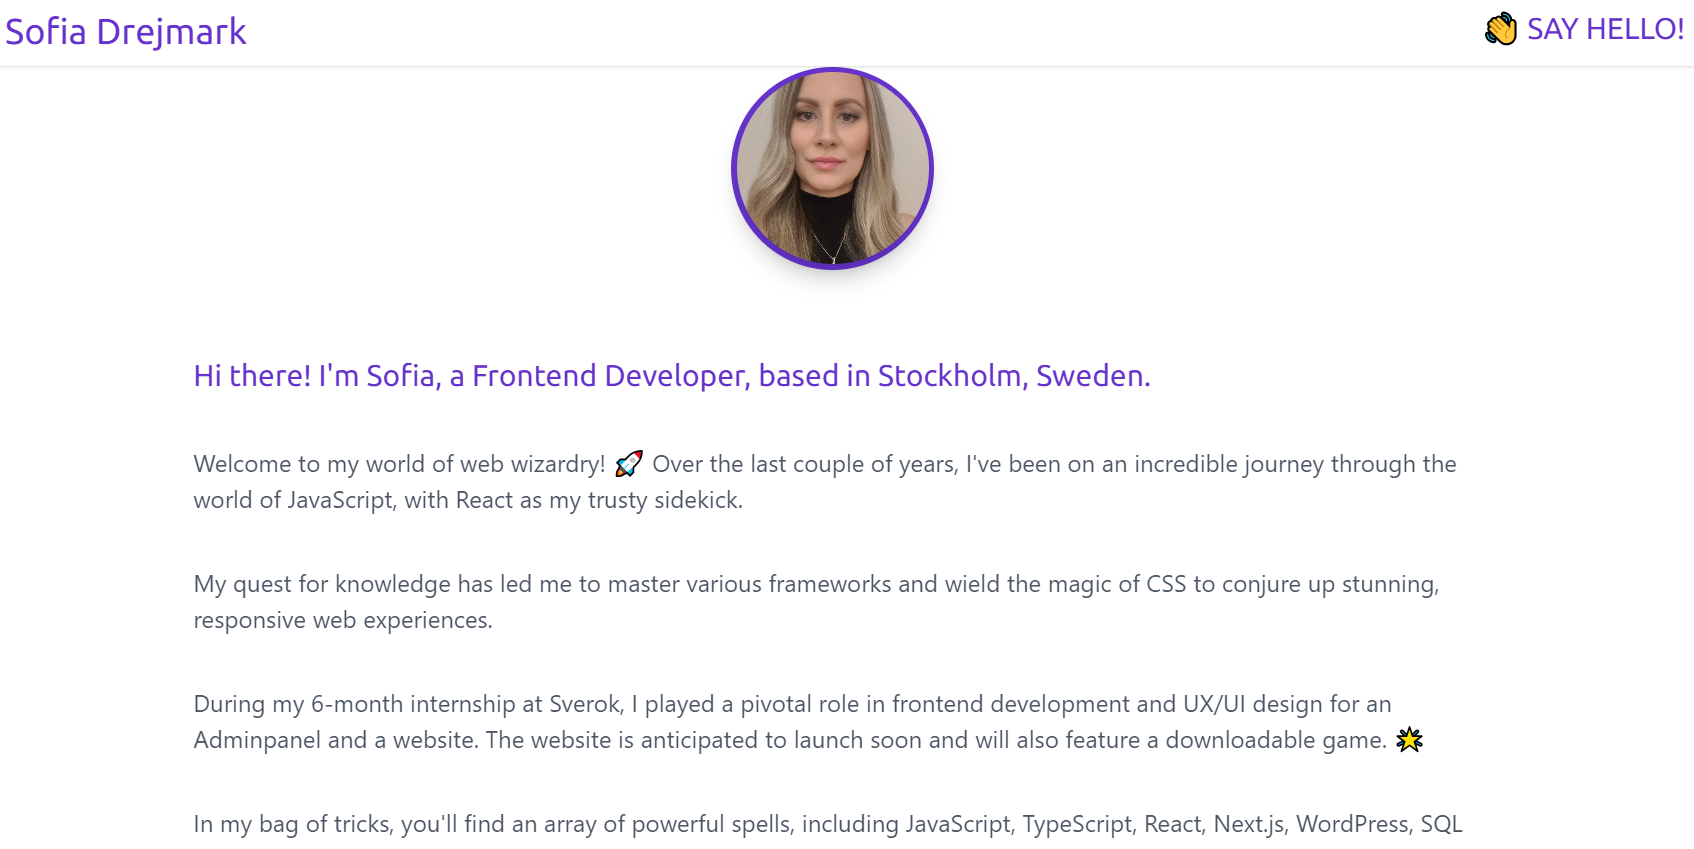 Sofia Drejmark
👋 SAY HELLO!
Hi there! I'm Sofia, a Frontend Developer, based in Stockholm, Sweden.
Welcome to my world of web wizardry! 🚀 Over the last couple of years, I've been on an incredible journey through the
world of JavaScript, with React as my trusty sidekick.
My quest for knowledge has led me to master various frameworks and wield the magic of CSS to conjure up stunning,
responsive web experiences.
During my 6-month internship at Sverok, I played a pivotal role in frontend development and UX/UI design for an
Adminpanel and a website. The website is anticipated to launch soon and will also feature a downloadable game. 🌟
In my bag of tricks, you'll find an array of powerful spells, including JavaScript, TypeScript, React, Next.js, WordPress, SQL